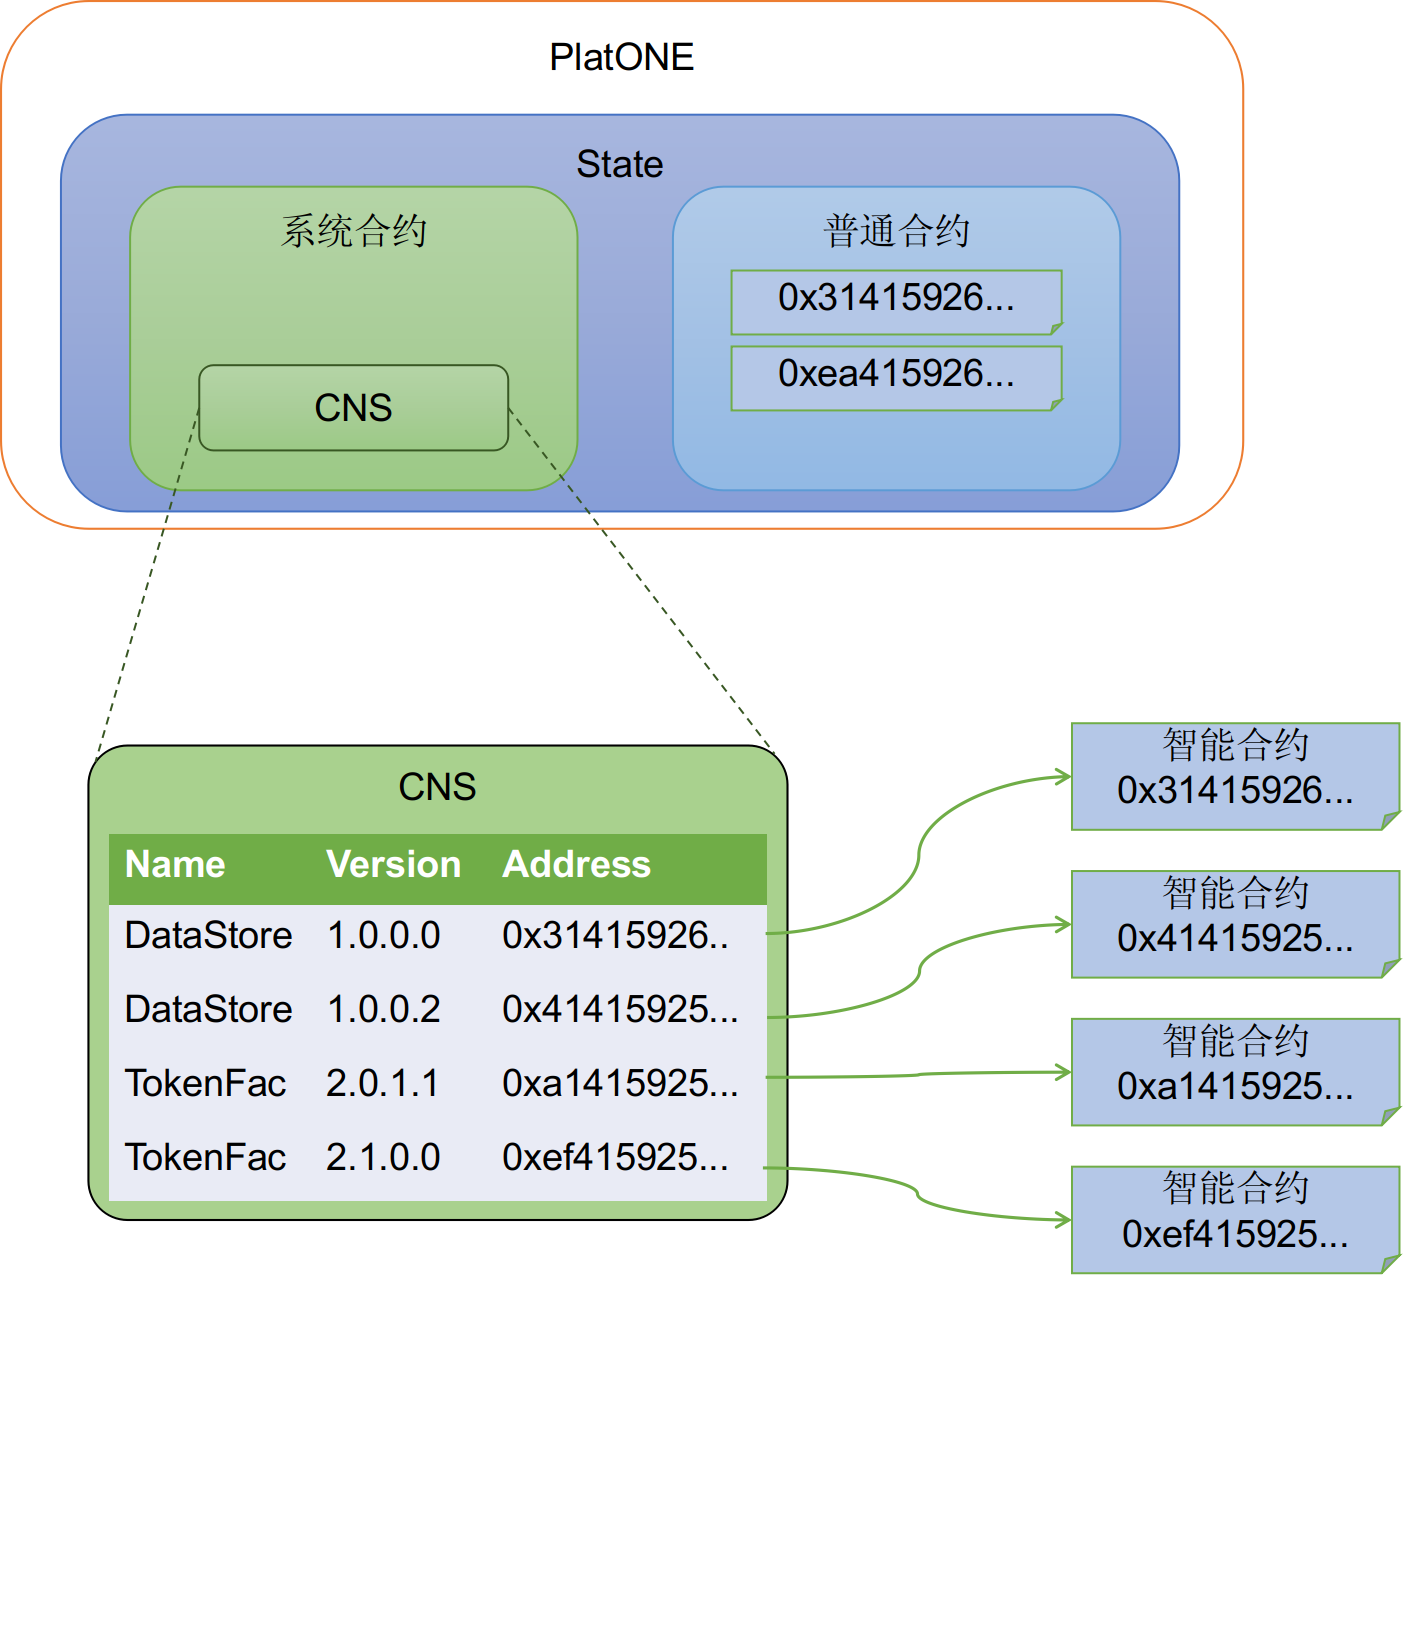 PlatONE
State
系统合约
普通合约
0x31415926...
0xea415926...
CNS
CNS
Name Version Address
DataStore 1.0.0.0 0x31415926..
DataStore 1.0.0.2 0x41415925...
TokenFac 2.0.1.1 0xa1415925...
TokenFac 2.1.0.0 0xef415925...
智能合约
0x31415926...
智能合约
0x41415925...
智能合约
0xa1415925...
智能合约
0xef415925...